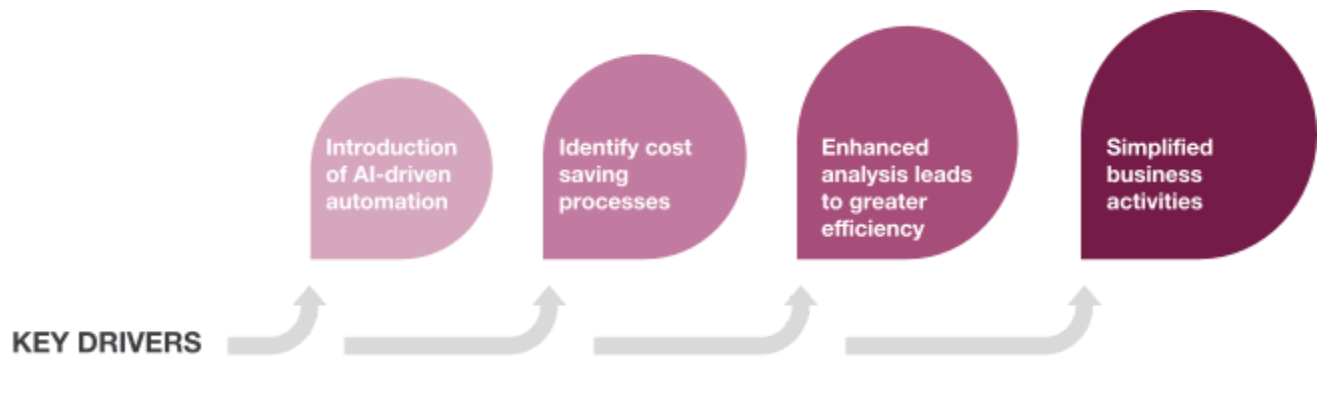 Introduction
of AI-driven
automation
Identify cost
saving
processes
Enhanced
analysis leads
to greater
efficiency
Simplified
business
activities
KEY DRIVERS